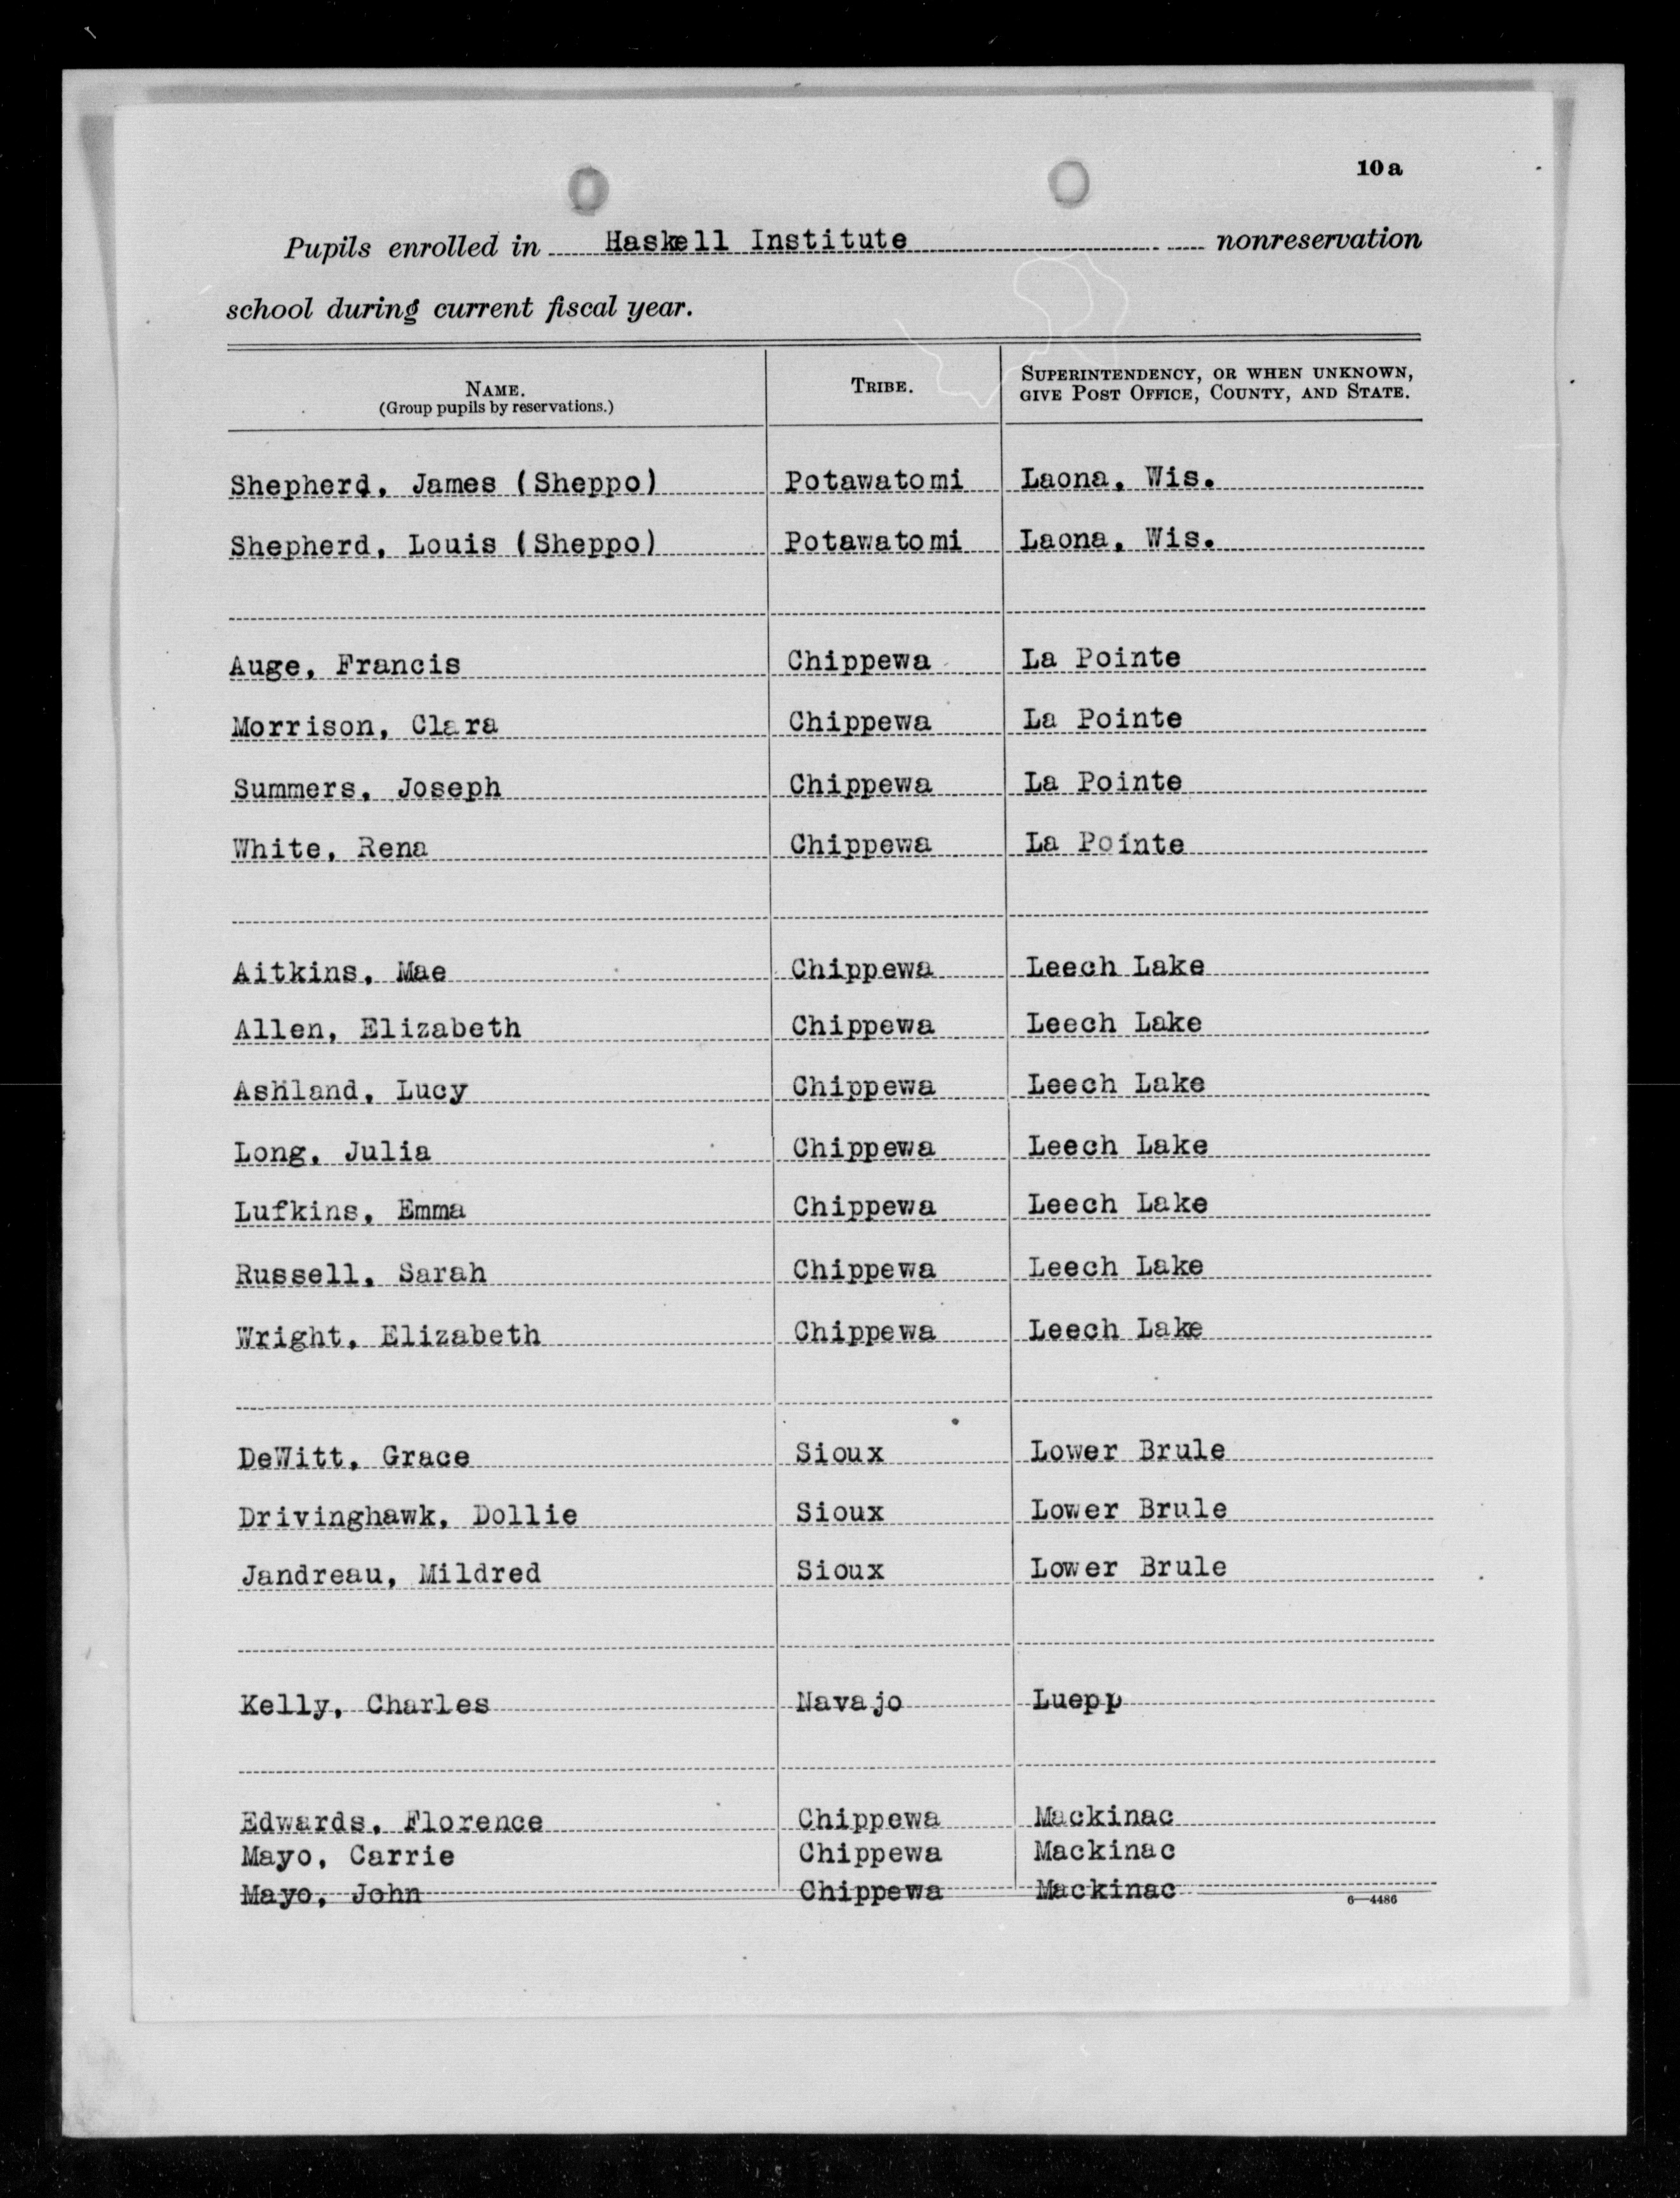 10a
Pupils enrolled in Haskell Institute nonreservation
school during current fiscal year.
NAME. TRIBE. SUPERINTENDENCY, OR WHEN UNKNOWN,
(Group pupils by reservations.) GIVE POST OFFICE, COUNTY, AND STATE.
Shepherd, James (Sheppo) Potawatomi Laona, Wis.
Shepherd, Louis (Sheppo) Potawatomi Laona, Wis.
Auge, Francis Chippewa La Pointe
Morrison, Clara Chippewa La Pointe
Summers, Joseph Chippewa La Pointe
White, Rena Chippewa La Pointe
Aitkins, Mae Chippewa Leech Lake
Allen, Elizabeth Chippewa Leech Lake
Ashland, Lucy Chippewa Leech Lake
Long, Julia Chippewa Leech Lake
Lufkins, Emma Chippewa Leech Lake
Russell, Sarah Chippewa Leech Lake
Wright, Elizabeth Chippewa Leech Lake
DeWitt, Grace Sioux Lower Brule
Drivinghawk, Dollie Sioux Lower Brule
Jandreau, Mildred Sioux Lower Brule
Kelly, Charles Navajo Luepp
Edwards, Florence Chippewa Mackinac
Mayo, Carrie Chippewa Mackinac
Mayo, John Chippewa Mackinac
6—4486